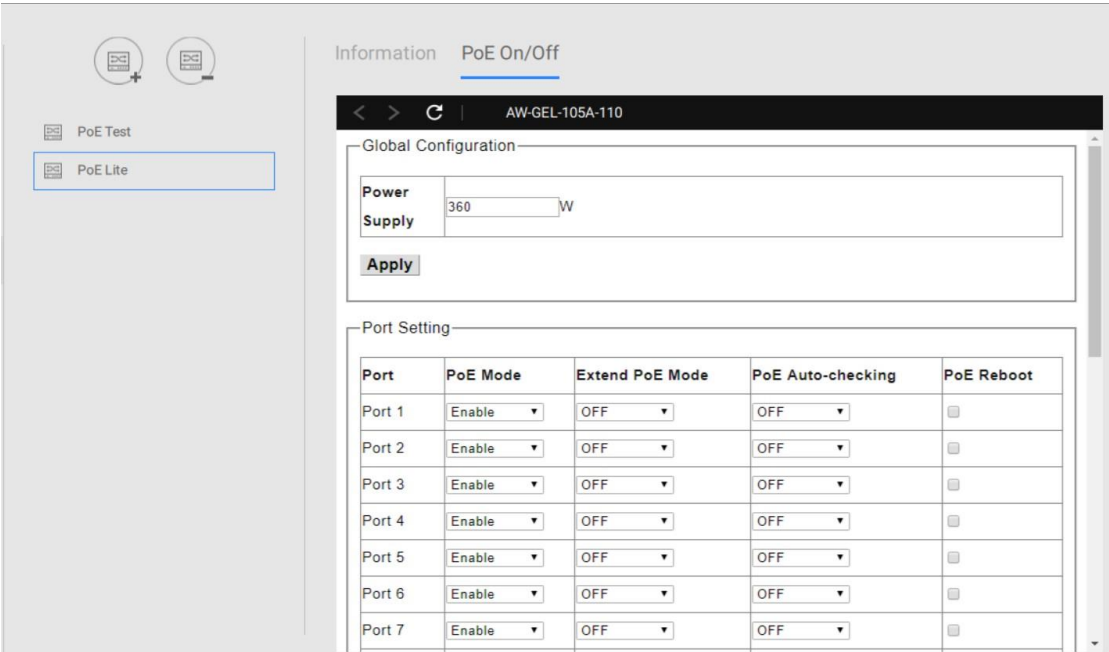 Information PoE On/Off
PoE Test
PoE Lite
AW-GEL-105A-110
Global Configuration
Power Supply 360 W
Apply
Port Setting
Port PoE Mode Extend PoE Mode PoE Auto-checking PoE Reboot
Port 1 Enable OFF OFF
Port 2 Enable OFF OFF
Port 3 Enable OFF OFF
Port 4 Enable OFF OFF
Port 5 Enable OFF OFF
Port 6 Enable OFF OFF
Port 7 Enable OFF OFF